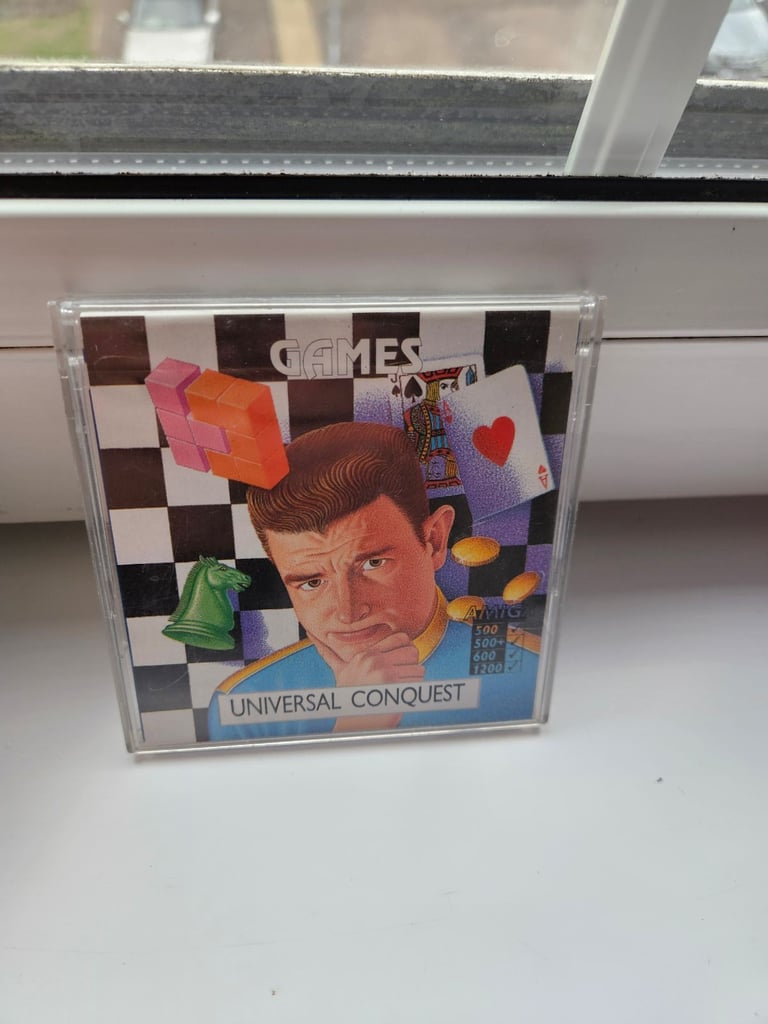 GAMES
J
A
AMIGA
500
500+
600
1200
UNIVERSAL CONQUEST